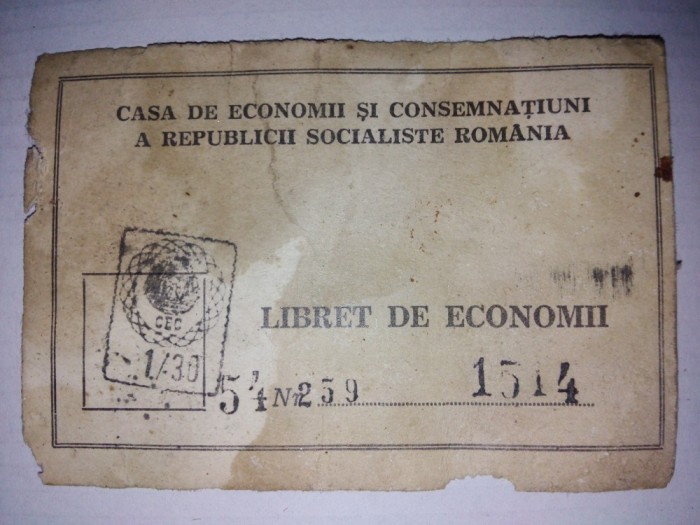 CASA DE ECONOMII ȘI CONSEMNAȚIUNI
A REPUBLICII SOCIALISTE ROMÂNIA
CEC
1/30
LIBRET DE ECONOMII
54 Nr. 259 1514